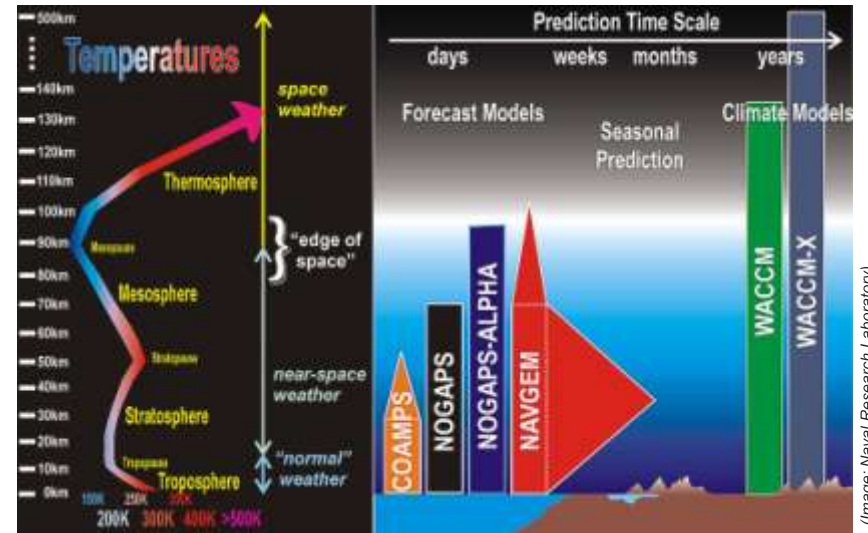 500km
Temperatures
140km
130km
120km
110km
100km
90km
80km
70km
60km
50km
40km
30km
20km
10km
0km
Thermosphere
Mesopause
Mesosphere
Stratopause
Stratosphere
Tropopause
Troposphere
100K 250K
200K 300K 400K >500K
space
weather
"edge of
space"
near-space
weather
"normal"
weather
Prediction Time Scale
days weeks months years
Forecast Models
Seasonal
Prediction
Climate Models
COAMPS
NOGAPS
NOGAPS-ALPHA
NAVGEM
WACCM
WACCM-X
(Image: Naval Research Laboratory)